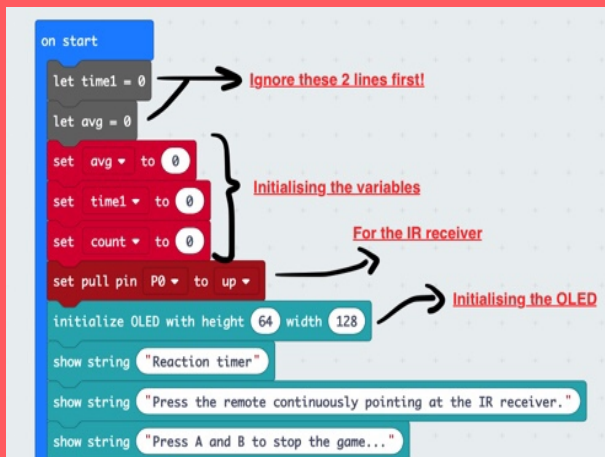 on start
let time1 = 0
Ignore these 2 lines first!
let avg = 0
set avg to 0
set time1 to 0
Initialising the variables
set count to 0
For the IR receiver
set pull pin P0 to up
Initialising the OLED
initialize OLED with height 64 width 128
show string "Reaction timer"
show string "Press the remote continuously pointing at the IR receiver."
show string "Press A and B to stop the game..."